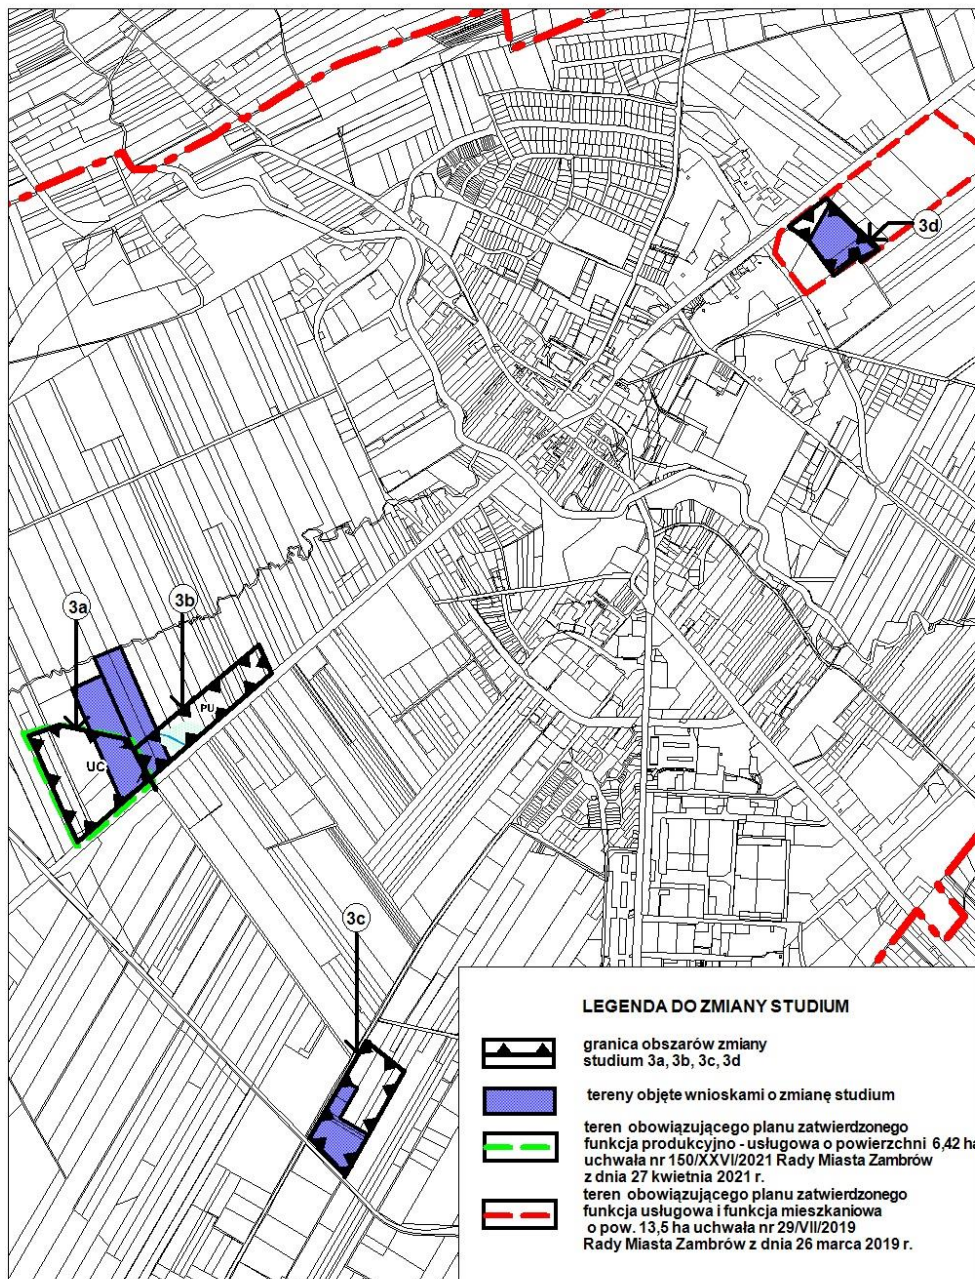 3d
3a
3b
PU
UC
3c
LEGENDA DO ZMIANY STUDIUM
granica obszarów zmiany
studium 3a, 3b, 3c, 3d
tereny objęte wnioskami o zmianę studium
teren obowiązującego planu zatwierdzonego
funkcja produkcyjno - usługowa o powierzchni 6,42 ha
uchwała nr 150/XXVI/2021 Rady Miasta Zambrów
z dnia 27 kwietnia 2021 r.
teren obowiązującego planu zatwierdzonego
funkcja usługowa i funkcja mieszkaniowa
o pow. 13,5 ha uchwała nr 29/VII/2019
Rady Miasta Zambrów z dnia 26 marca 2019 r.